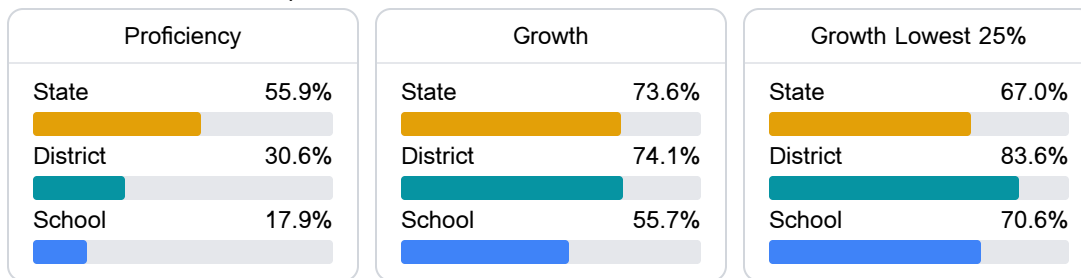 Proficiency
State 55.9%
District 30.6%
School 17.9%
Growth
State 73.6%
District 74.1%
School 55.7%
Growth Lowest 25%
State 67.0%
District 83.6%
School 70.6%